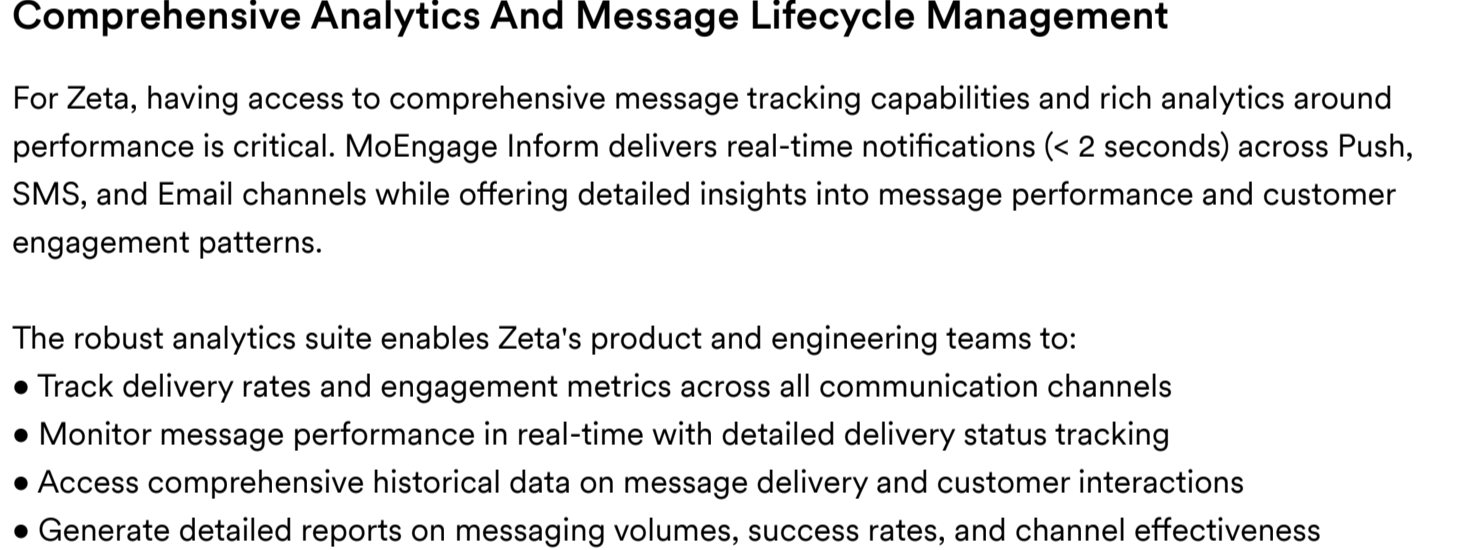 Comprehensive Analytics And Message Lifecycle Management
For Zeta, having access to comprehensive message tracking capabilities and rich analytics around
performance is critical. MoEngage Inform delivers real-time notifications (< 2 seconds) across Push,
SMS, and Email channels while offering detailed insights into message performance and customer
engagement patterns.
The robust analytics suite enables Zeta's product and engineering teams to:
● Track delivery rates and engagement metrics across all communication channels
● Monitor message performance in real-time with detailed delivery status tracking
● Access comprehensive historical data on message delivery and customer interactions
● Generate detailed reports on messaging volumes, success rates, and channel effectiveness